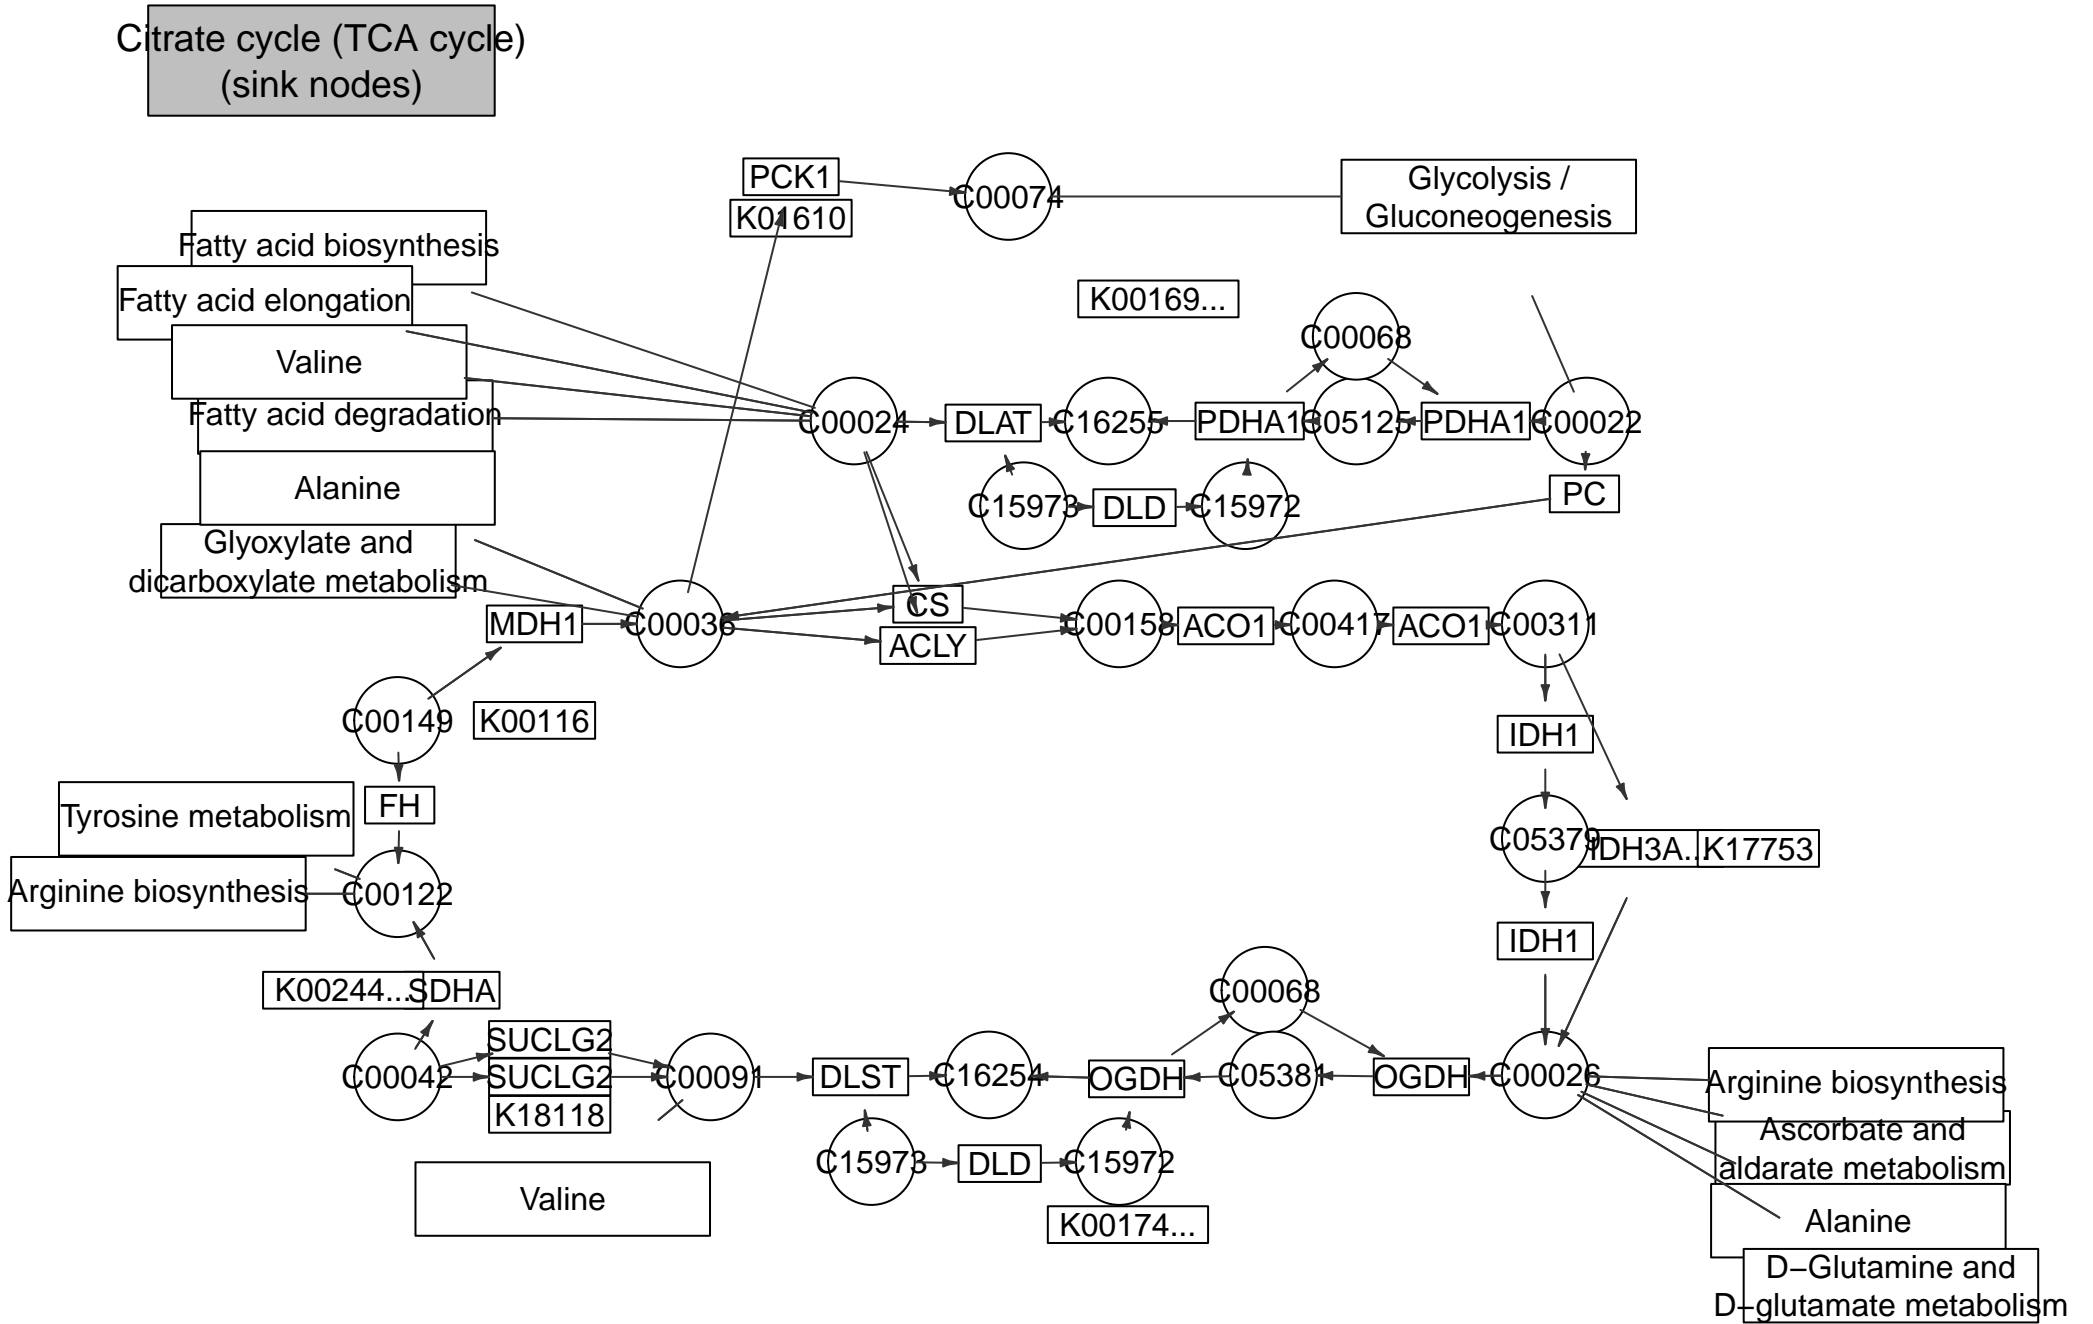 Citrate cycle (TCA cycle)
(sink nodes)
PCK1
C00074
Glycolysis /
Gluconeogenesis
K01610
Fatty acid biosynthesis
Fatty acid elongation
K00169...
C00068
Valine
Fatty acid degradation
C00024
DLAT
C16255
PDHA1
C05125
PDHA1
C00022
Alanine
C15973
DLD
C15972
PC
Glyoxylate and
dicarboxylate metabolism
MDH1
C00036
CS
ACLY
C00158
ACO1
C00417
ACO1
C00311
C00149
K00116
IDH1
Tyrosine metabolism
FH
C05379
IDH3A...
K17753
Arginine biosynthesis
C00122
IDH1
K00244...
SDHA
C00068
C00042
SUCLG2
SUCLG2
K18118
C00091
DLST
C16254
OGDH
C05381
OGDH
C00026
Arginine biosynthesis
Ascorbate and
aldarate metabolism
C15973
DLD
C15972
Valine
K00174...
Alanine
D−Glutamine and
D−glutamate metabolism